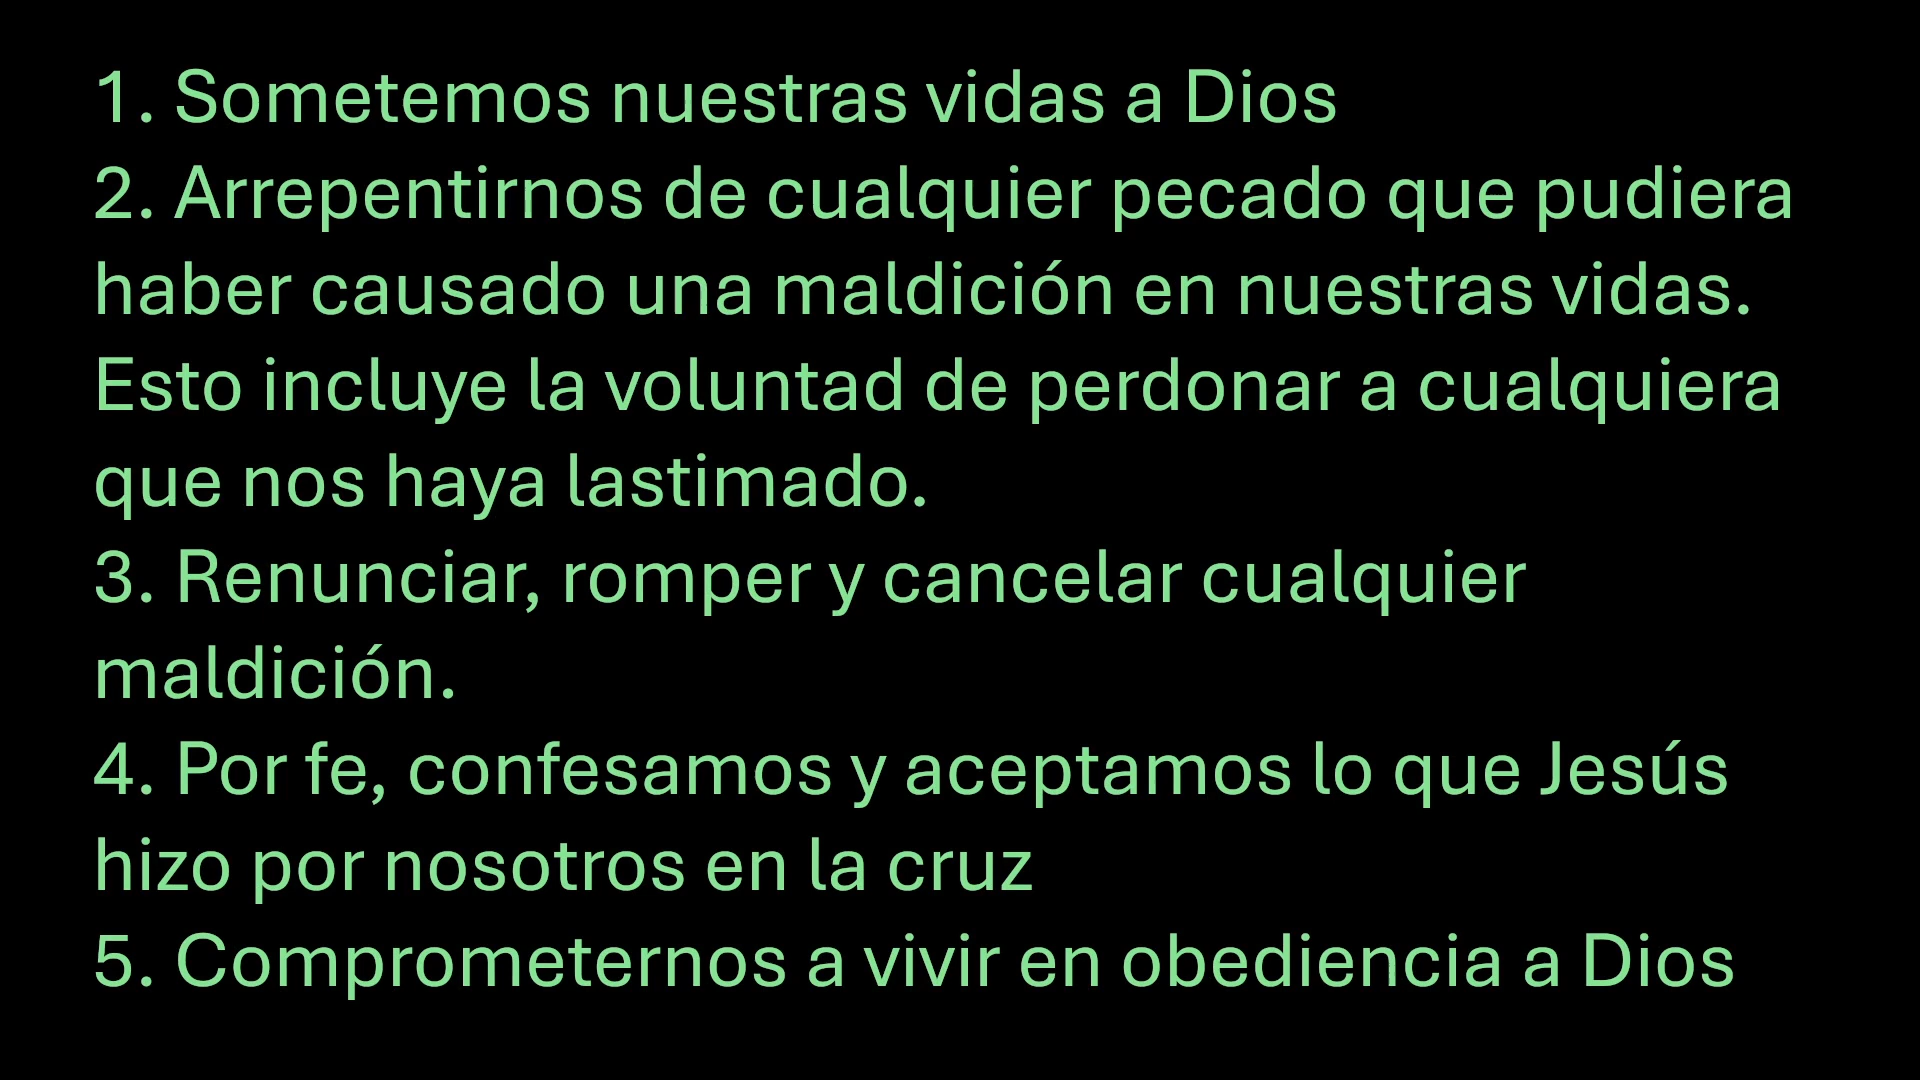 1. Sometemos nuestras vidas a Dios
2. Arrepentirnos de cualquier pecado que pudiera
haber causado una maldición en nuestras vidas.
Esto incluye la voluntad de perdonar a cualquiera
que nos haya lastimado.
3. Renunciar, romper y cancelar cualquier
maldición.
4. Por fe, confesamos y aceptamos lo que Jesús
hizo por nosotros en la cruz
5. Comprometernos a vivir en obediencia a Dios